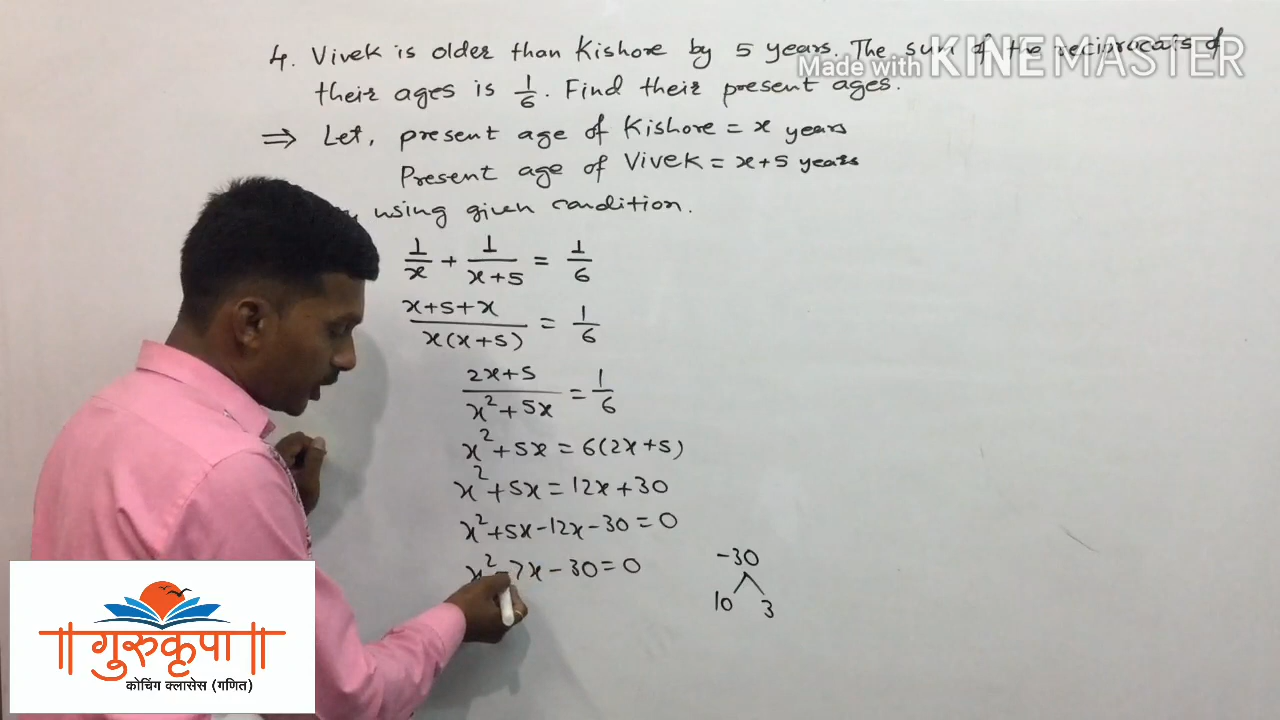 4. Vivek is older than Kishore by 5 years. The sum of the reciprocals of
Made with KINEMASTER
their ages is 1/6. Find their present ages.
⇒ Let, present age of Kishore = x years
Present age of Vivek = x+5 years
using given condition.
1/x + 1/(x+5) = 1/6
(x+5+x)/(x(x+5)) = 1/6
(2x+5)/(x²+5x) = 1/6
x²+5x = 6(2x+5)
x²+5x = 12x+30
x²+5x-12x-30=0
x²-7x-30=0
-30
10 3
||गुरुकृपा||
कोचिंग क्लासेस (गणित)